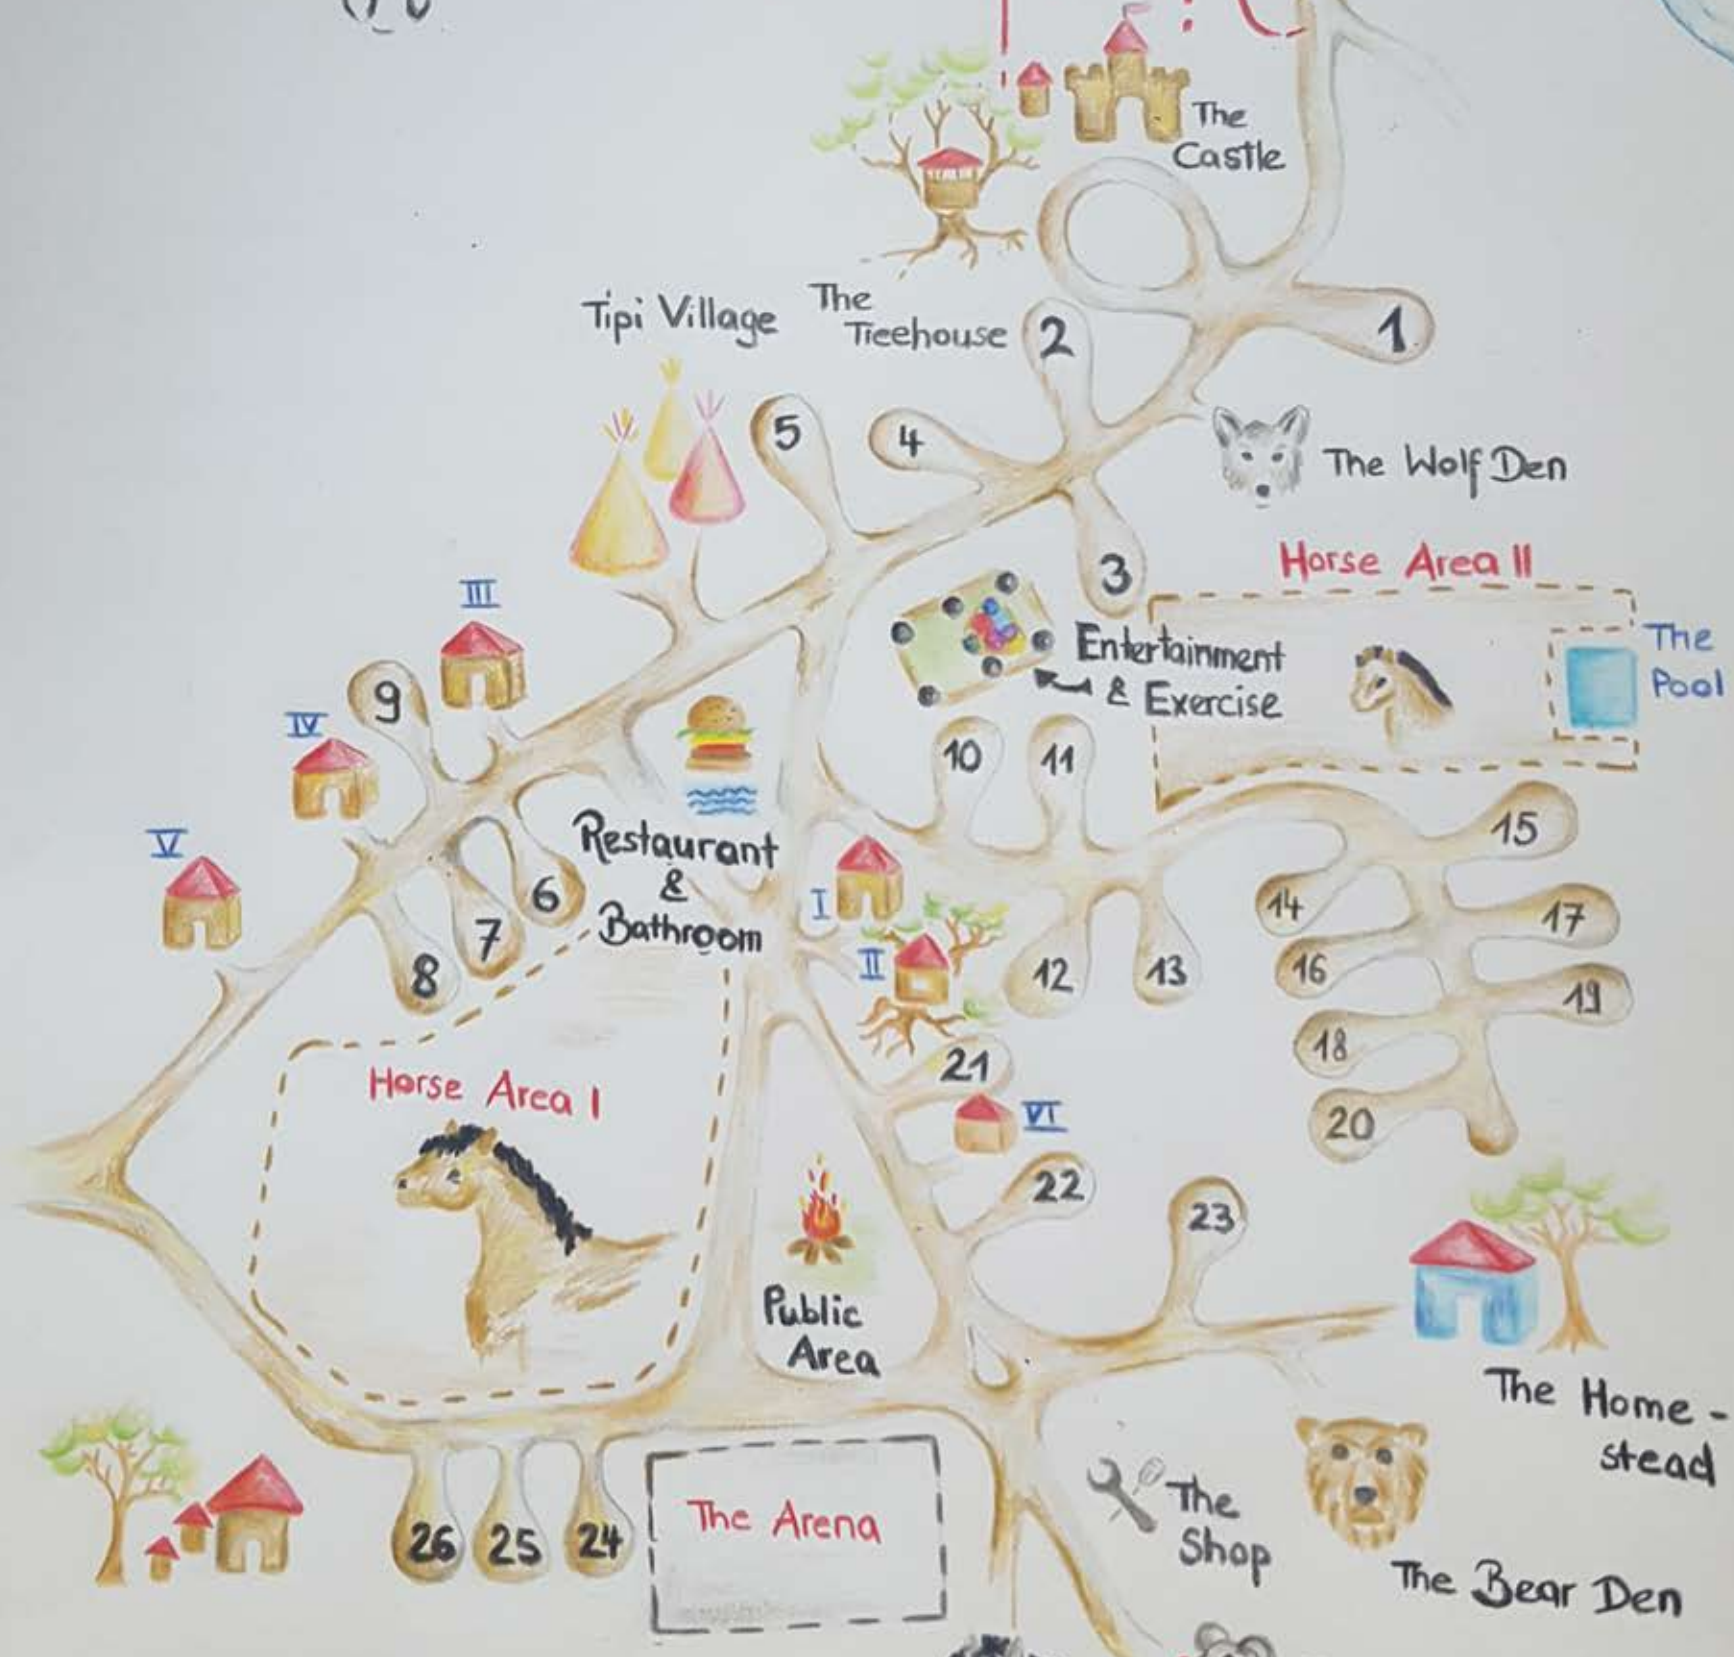 The
Castle
Tipi Village
The
Treehouse
1
2
5
4
The Wolf Den
3
Horse Area II
III
The
Pool
Entertainment
& Exercise
9
IV
10
11
15
V
Restaurant
&
Bathroom
6
7
8
I
II
14
17
12
13
16
19
18
21
Horse Area I
VI
20
22
23
Public
Area
The Home-
stead
The Arena
The
Shop
26
25
24
The Bear Den